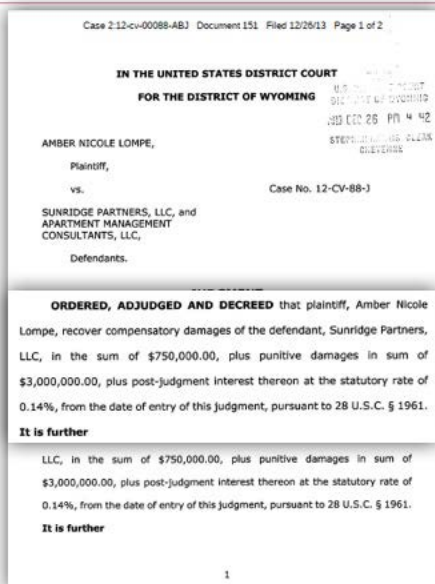 Case 2:12-cv-00088-ABJ Document 151 Filed 12/26/13 Page 1 of 2
IN THE UNITED STATES DISTRICT COURT
FOR THE DISTRICT OF WYOMING
DEC 26 PM 4 42
CLERK
CHEYENNE
AMBER NICOLE LOMPE,
Plaintiff,
vs.
Case No. 12-CV-88-J
SUNRIDGE PARTNERS, LLC, and
APARTMENT MANAGEMENT
CONSULTANTS, LLC,
Defendants.
ORDERED, ADJUDGED AND DECREED that plaintiff, Amber Nicole
Lompe, recover compensatory damages of the defendant, Sunridge Partners,
LLC, in the sum of $750,000.00, plus punitive damages in sum of
$3,000,000.00, plus post-judgment interest thereon at the statutory rate of
0.14%, from the date of entry of this judgment, pursuant to 28 U.S.C. § 1961.
It is further
LLC, in the sum of $750,000.00, plus punitive damages in sum of
$3,000,000.00, plus post-judgment interest thereon at the statutory rate of
0.14%, from the date of entry of this judgment, pursuant to 28 U.S.C. § 1961.
It is further
1